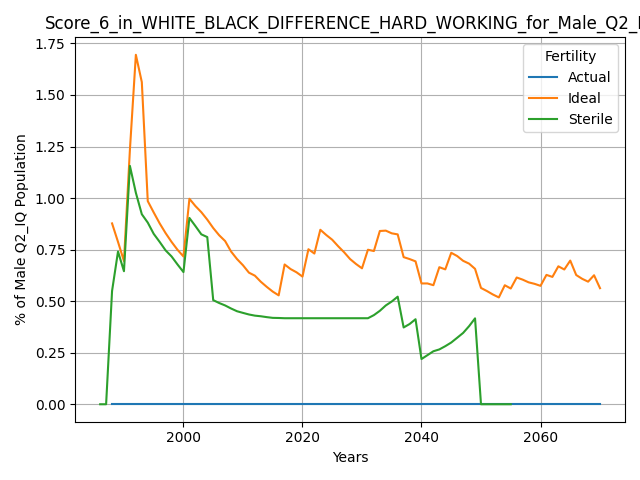 Score_6_in_WHITE_BLACK_DIFFERENCE_HARD_WORKING_for_Male_Q2_I
Fertility
Actual
Ideal
Sterile
% of Male Q2_IQ Population
1.75
1.50
1.25
1.00
0.75
0.50
0.25
0.00
2000
2020
2040
2060
Years